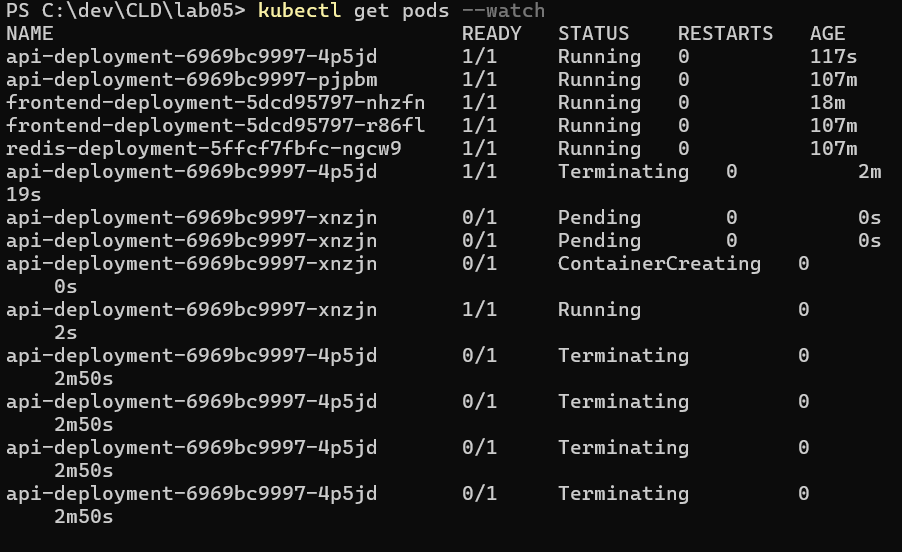 PS C:\dev\CLD\lab05> kubectl get pods --watch
NAME                                   READY   STATUS    RESTARTS   AGE
api-deployment-6969bc9997-4p5jd        1/1     Running   0          117s
api-deployment-6969bc9997-pjpbm        1/1     Running   0          107m
frontend-deployment-5dcd95797-nhzfn    1/1     Running   0          18m
frontend-deployment-5dcd95797-r86fl    1/1     Running   0          107m
redis-deployment-5ffcf7fbfc-ngcw9      1/1     Running   0          107m
api-deployment-6969bc9997-4p5jd        1/1     Terminating   0          2m
19s
api-deployment-6969bc9997-xnzjn        0/1     Pending       0          0s
api-deployment-6969bc9997-xnzjn        0/1     Pending       0          0s
api-deployment-6969bc9997-xnzjn        0/1     ContainerCreating   0
    0s
api-deployment-6969bc9997-xnzjn        1/1     Running             0
    2s
api-deployment-6969bc9997-4p5jd        0/1     Terminating         0
    2m50s
api-deployment-6969bc9997-4p5jd        0/1     Terminating         0
    2m50s
api-deployment-6969bc9997-4p5jd        0/1     Terminating         0
    2m50s
api-deployment-6969bc9997-4p5jd        0/1     Terminating         0
    2m50s